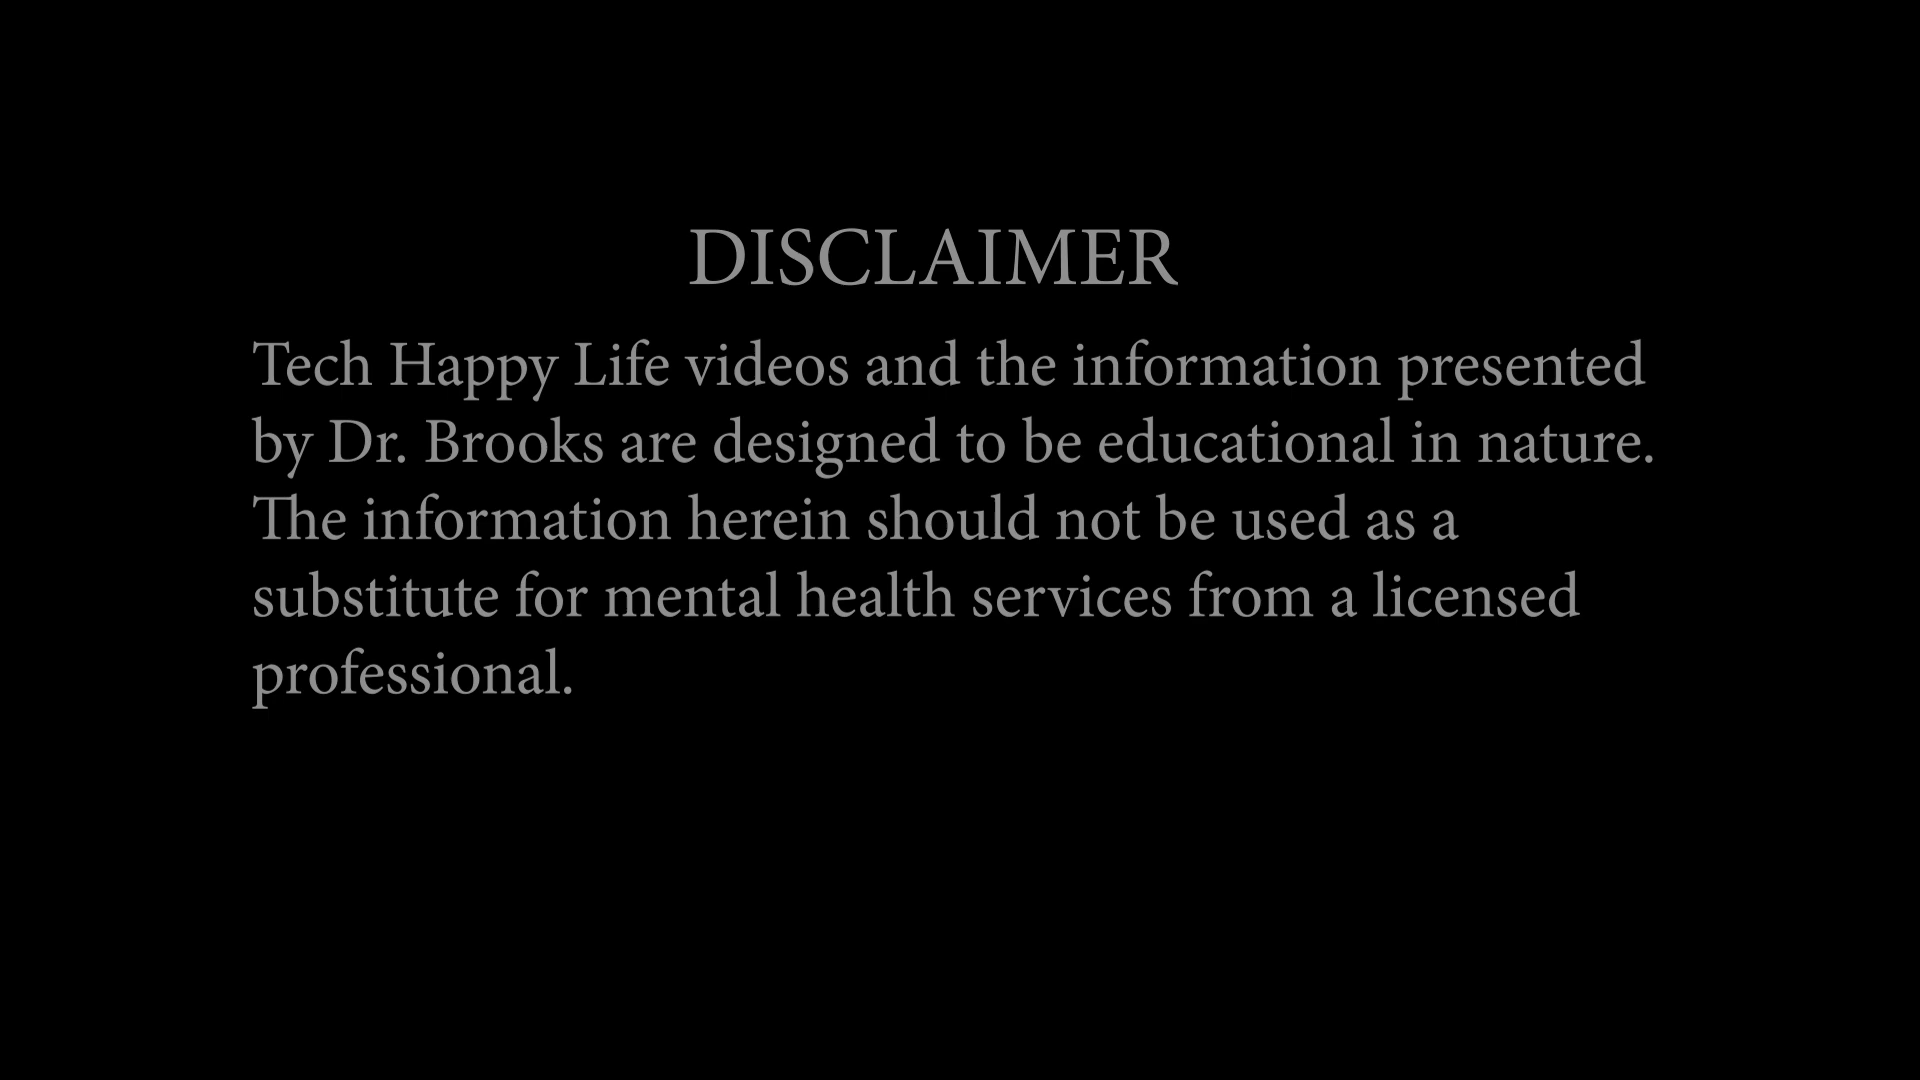 DISCLAIMER
Tech Happy Life videos and the information presented
by Dr. Brooks are designed to be educational in nature.
The information herein should not be used as a
substitute for mental health services from a licensed
professional.